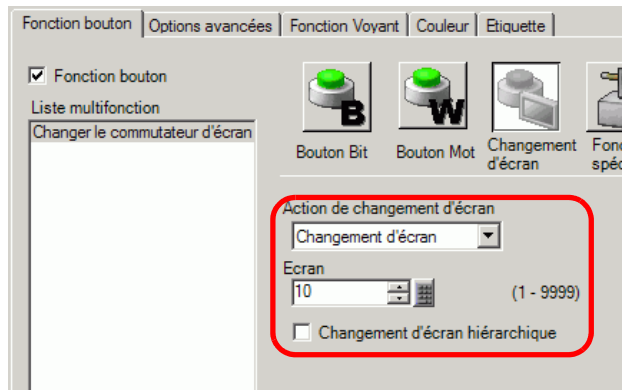 Fonction bouton Options avancées Fonction Voyant Couleur Etiquette
Fonction bouton
Liste multifonction
Changer le commutateur d'écran
B
W
Bouton Bit
Bouton Mot
Changement
d'écran
Action de changement d'écran
Changement d'écran
Ecran
10
(1 - 9999)
Changement d'écran hiérarchique